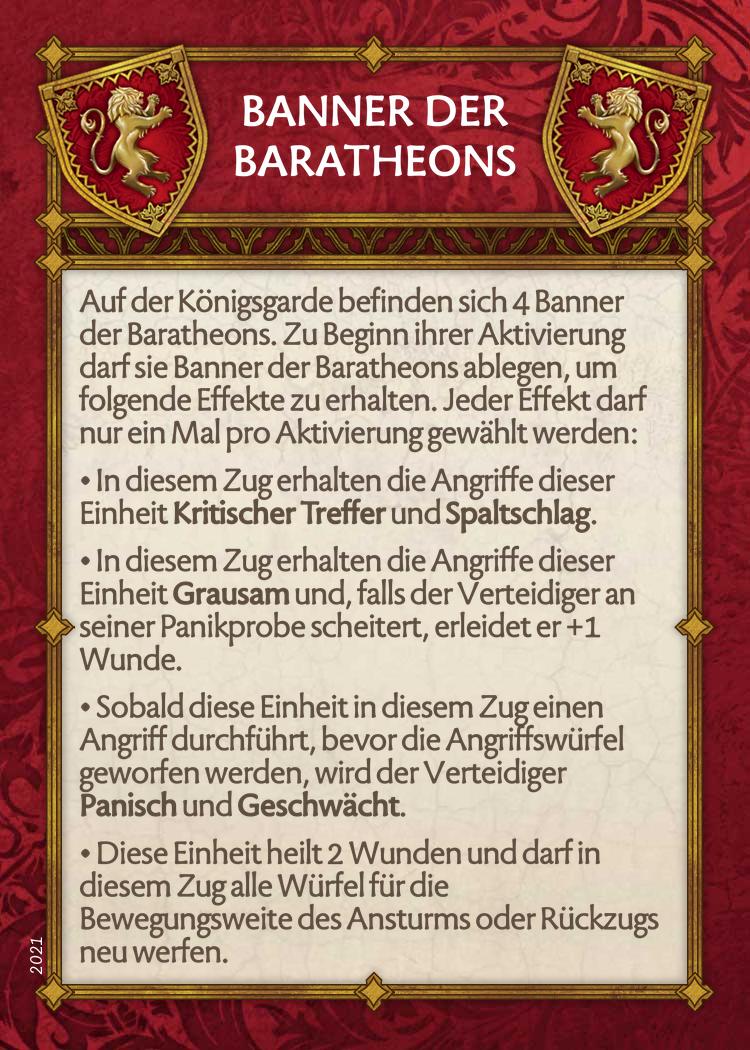 BANNER DER
BARATHEONS
Auf der Königsgarde befinden sich 4 Banner
der Baratheons. Zu Beginn ihrer Aktivierung
darf sie Banner der Baratheons ablegen, um
folgende Effekte zu erhalten. Jeder Effekt darf
nur ein Mal pro Aktivierung gewählt werden:
• In diesem Zug erhalten die Angriffe dieser
Einheit Kritischer Treffer und Spaltschlag.
• In diesem Zug erhalten die Angriffe dieser
Einheit Grausam und, falls der Verteidiger an
seiner Panikprobe scheitert, erleidet er +1
Wunde.
• Sobald diese Einheit in diesem Zug einen
Angriff durchführt, bevor die Angriffswürfel
geworfen werden, wird der Verteidiger
Panisch und Geschwächt.
• Diese Einheit heilt 2 Wunden und darf in
diesem Zug alle Würfel für die
Bewegungsweite des Ansturms oder Rückzugs
neu werfen.
2021